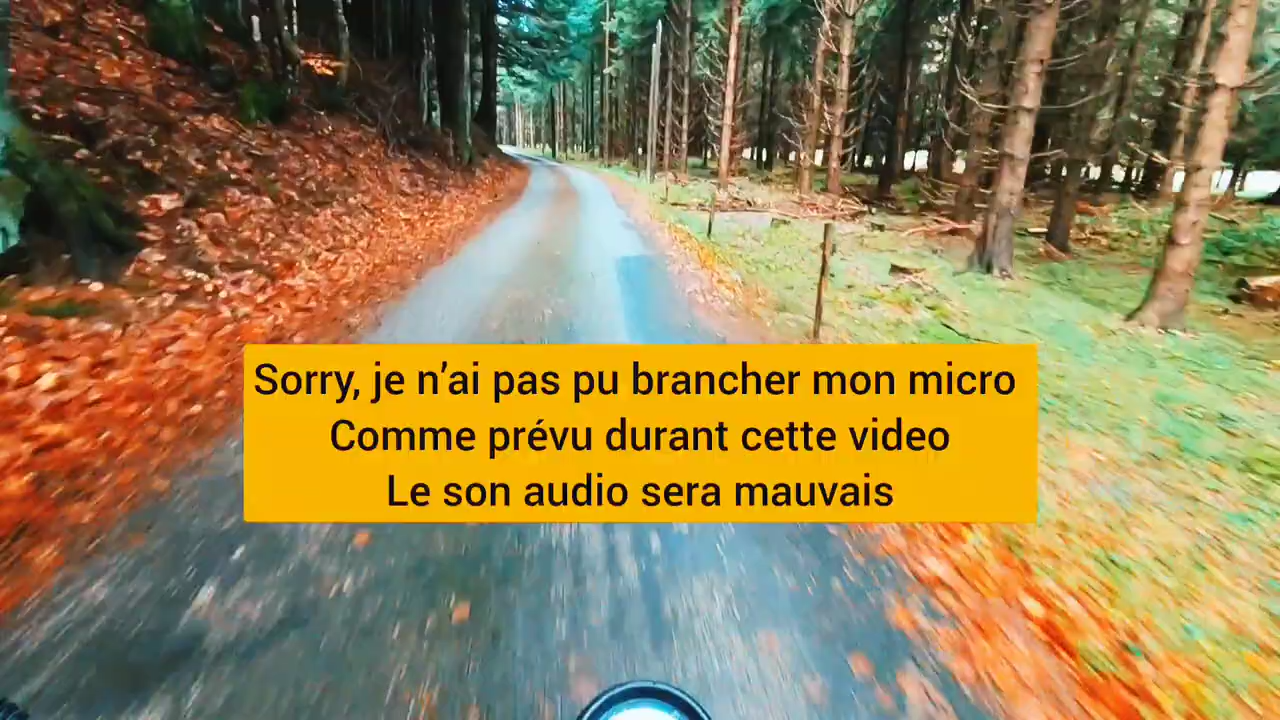 Sorry, je n’ai pas pu brancher mon micro
Comme prévu durant cette video
Le son audio sera mauvais